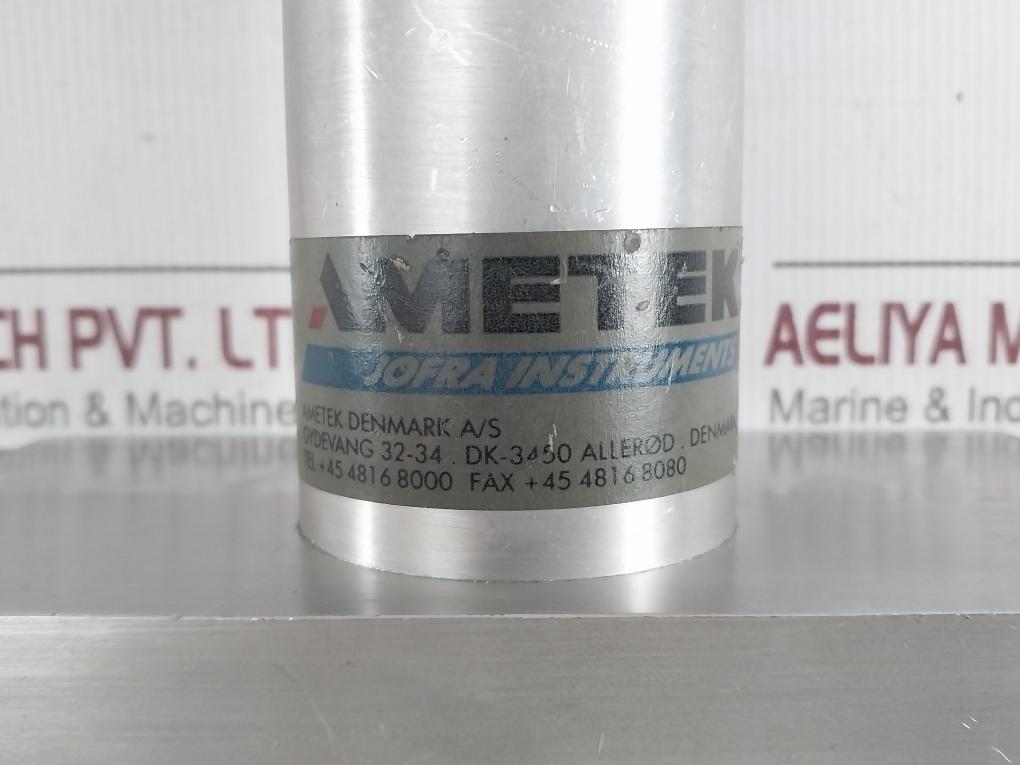 AMETEK
JOFRA INSTRUMENTS
AMETEK DENMARK A/S
GYDEVANG 32-34 . DK-3450 ALLERØD . DENMARK
TEL +45 4816 8000 FAX +45 4816 8080
CH PVT. LT
tion & Machine
AELIYA M
Marine & Ind